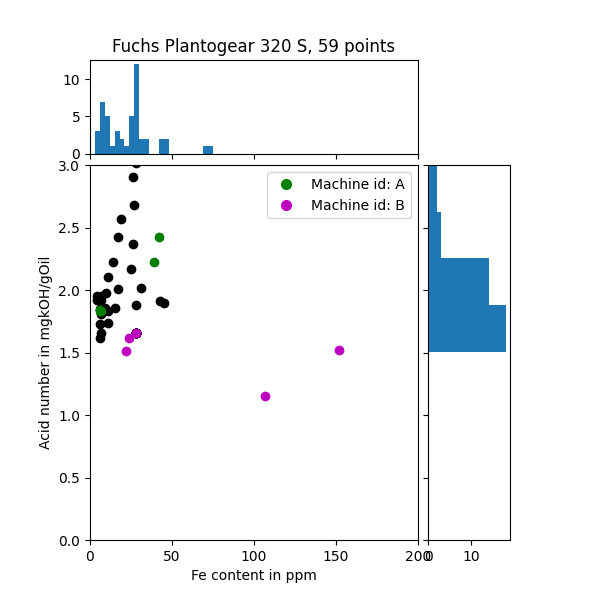 Fuchs Plantogear 320 S, 59 points
10
5
0
3.0
2.5
2.0
1.5
1.0
0.5
0.0
Acid number in mgkOH/gOil
Machine id: A
Machine id: B
0 50 100 150 200
0 10
Fe content in ppm